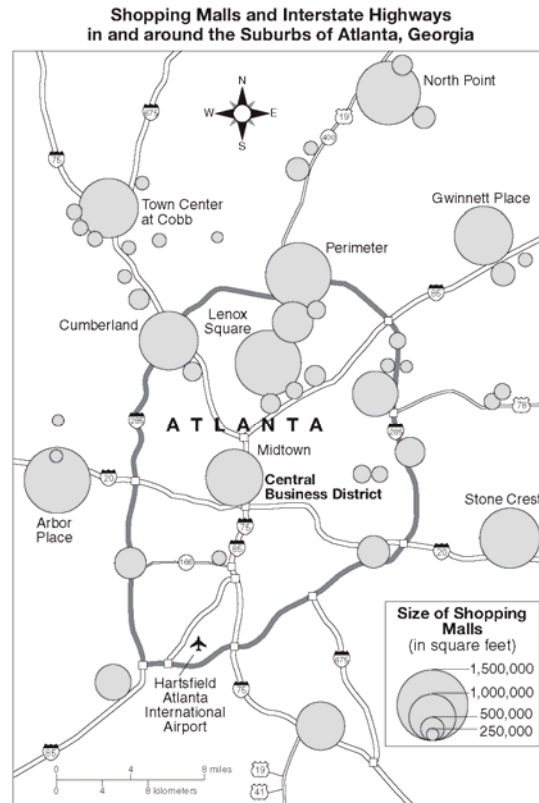 Shopping Malls and Interstate Highways
in and around the Suburbs of Atlanta, Georgia
North Point
N
W E
S
19
400
75
575
Town Center
at Cobb
Gwinnett Place
Perimeter
85
Lenox
Square
Cumberland
ATLANTA
285
78
285
Midtown
Central
Business District
20
Arbor
Place
Stone Crest
75
85
20
166
Size of Shopping
Malls
(in square feet)
1,500,000
1,000,000
500,000
250,000
Hartsfield
Atlanta
International
Airport
675
75
85
0 4 8 miles
0 4 8 kilometers
19
41